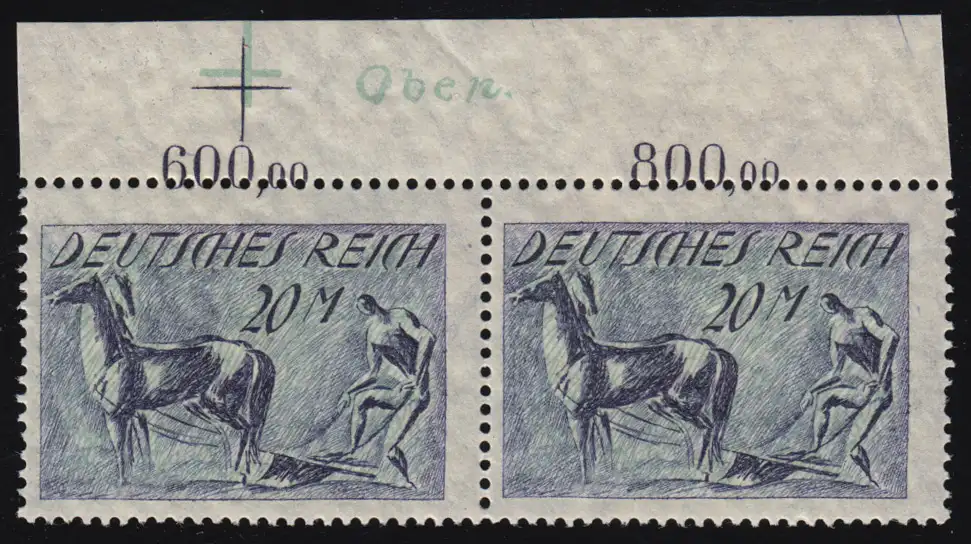 Oben.
600,00 800,00
DEUTSCHES REICH
20 M
DEUTSCHES REICH
20 M